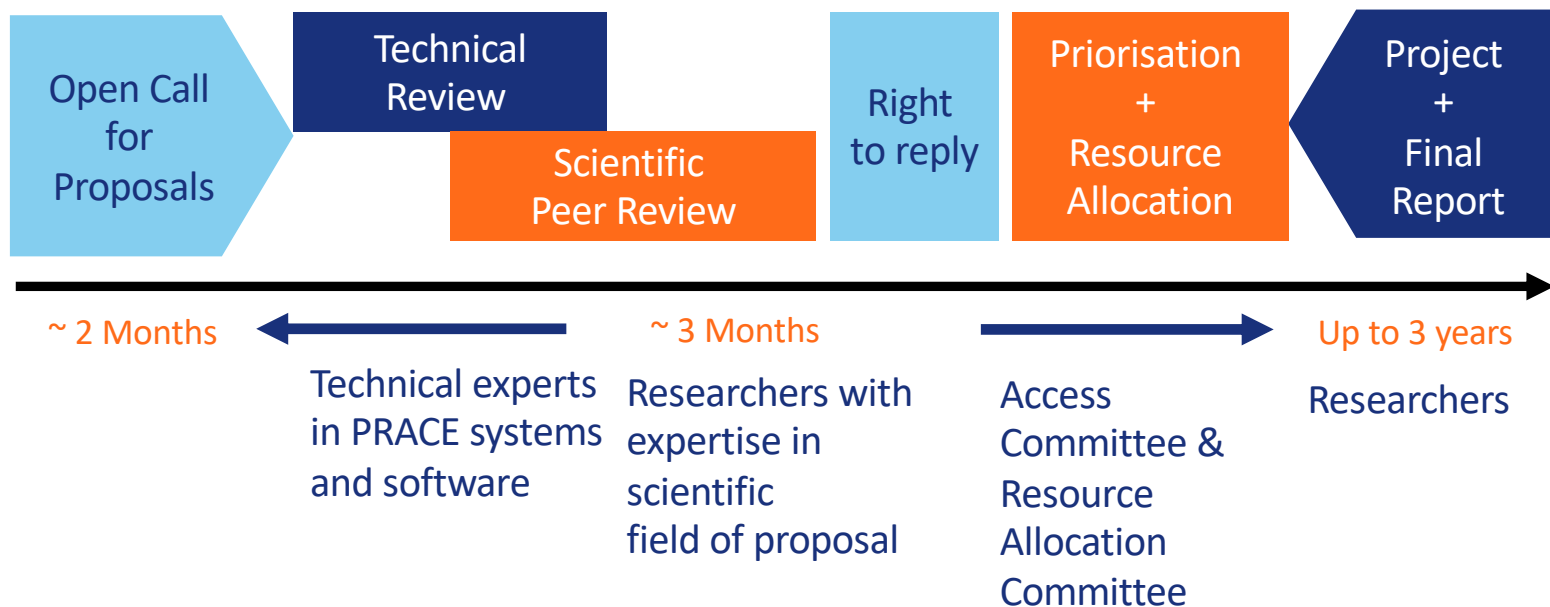 Open Call
for
Proposals
Technical
Review
Scientific
Peer Review
Right
to reply
Priorisation
+
Resource
Allocation
Project
+
Final
Report
~ 2 Months
~ 3 Months
Up to 3 years
Technical experts
in PRACE systems
and software
Researchers with
expertise in
scientific
field of proposal
Access
Committee &
Resource
Allocation
Committee
Researchers